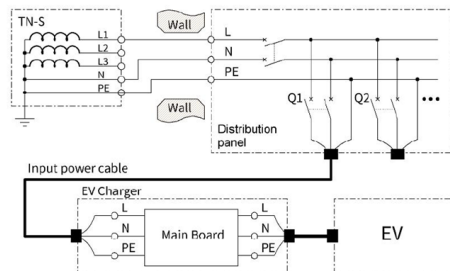 TN-S
L1
L2
L3
N
PE
Wall
Wall
L
N
PE
Q1
Q2
Distribution
panel
Input power cable
EV Charger
L
N
PE
Main Board
L
N
PE
EV